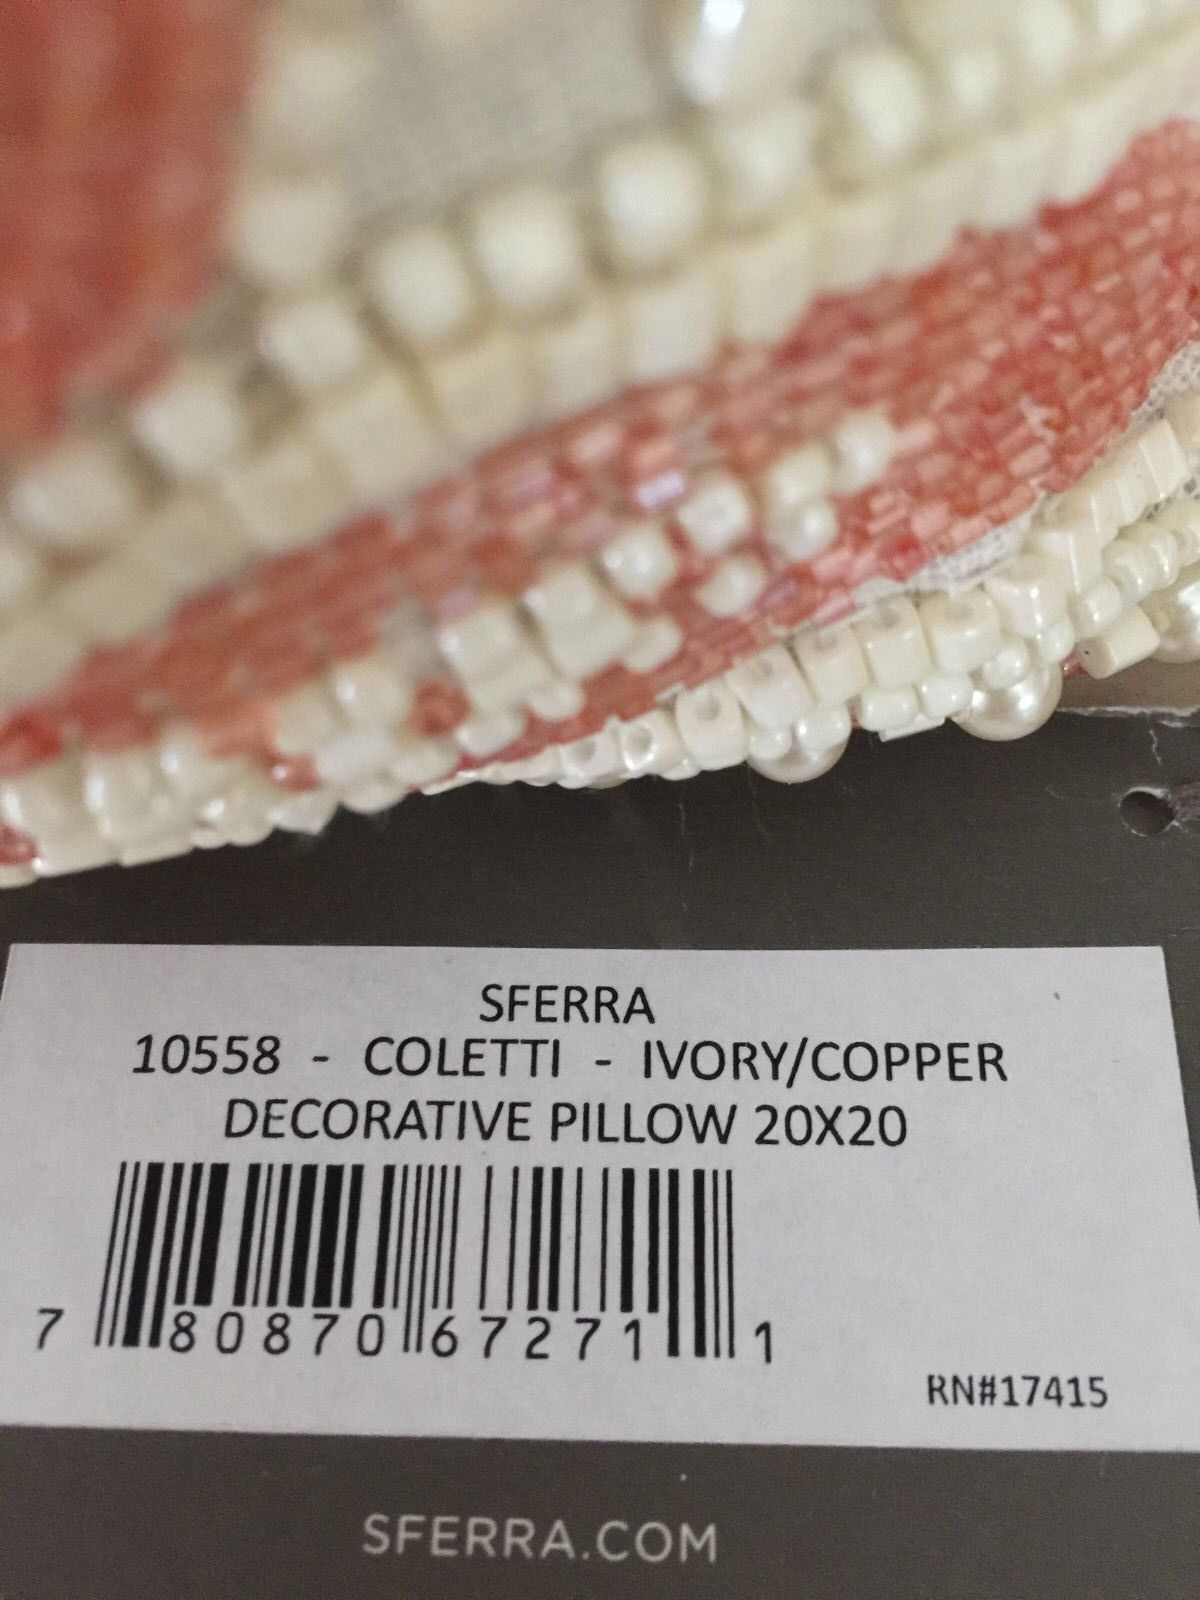 SFERRA
10558 - COLETTI - IVORY/COPPER
DECORATIVE PILLOW 20X20
7 80870 67271 1
RN#17415
SFERRA.COM